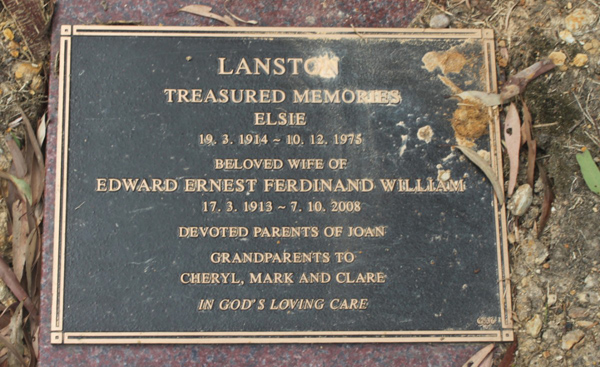 LANSTON
TREASURED MEMORIES
ELSIE
19. 3. 1914 ~ 10. 12. 1975
BELOVED WIFE OF
EDWARD ERNEST FERDINAND WILLIAM
17. 3. 1913 ~ 7. 10. 2008
DEVOTED PARENTS OF JOAN
GRANDPARENTS TO
CHERYL, MARK AND CLARE
IN GOD'S LOVING CARE